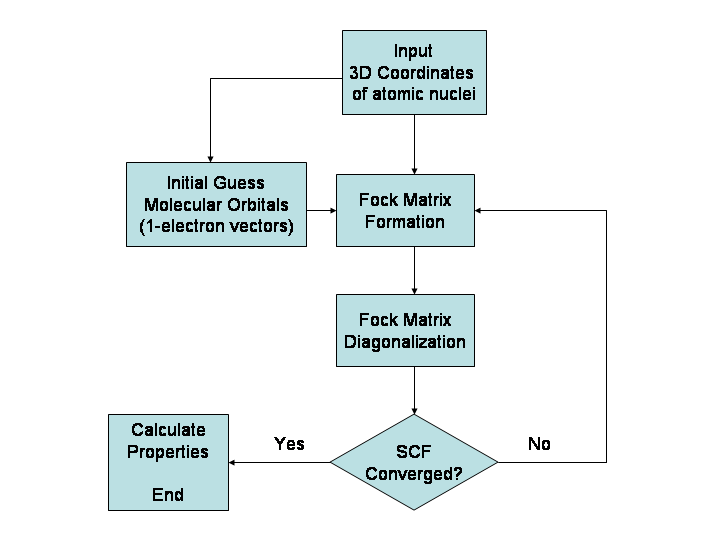 Input
3D Coordinates
of atomic nuclei
Initial Guess
Molecular Orbitals
(1-electron vectors)
Fock Matrix
Formation
Fock Matrix
Diagonalization
SCF
Converged?
Yes
No
Calculate
Properties
End